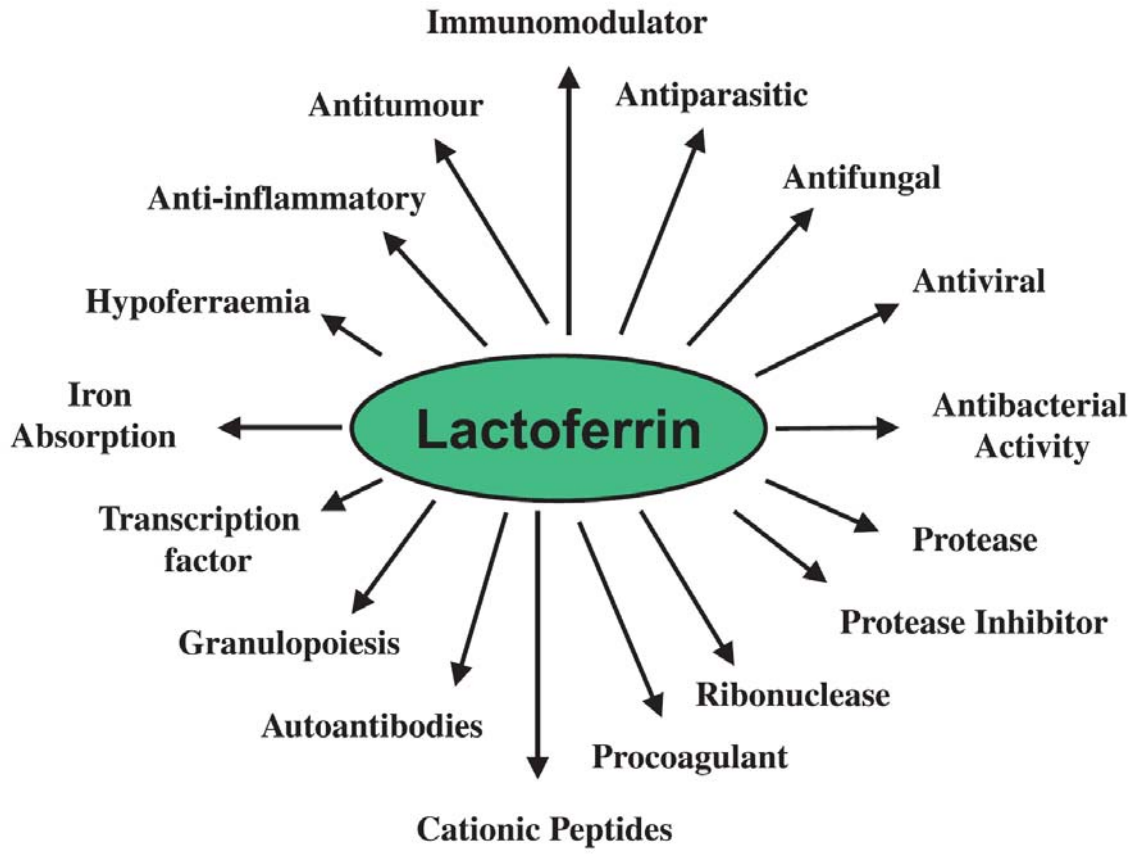 Immunomodulator
Antitumour
Antiparasitic
Antifungal
Anti-inflammatory
Antiviral
Hypoferraemia
Iron
Absorption
Lactoferrin
Antibacterial
Activity
Transcription
factor
Protease
Granulopoiesis
Protease Inhibitor
Autoantibodies
Ribonuclease
Procoagulant
Cationic Peptides